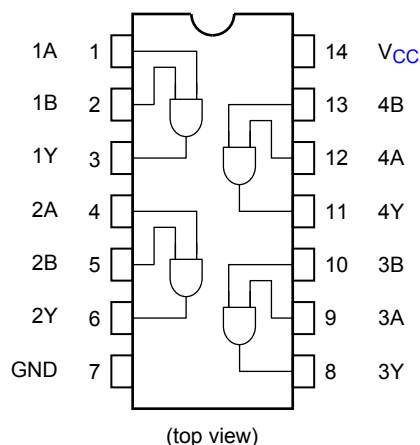 1A 1 14 VCC
1B 2 13 4B
1Y 3 12 4A
2A 4 11 4Y
2B 5 10 3B
2Y 6 9 3A
GND 7 8 3Y
(top view)